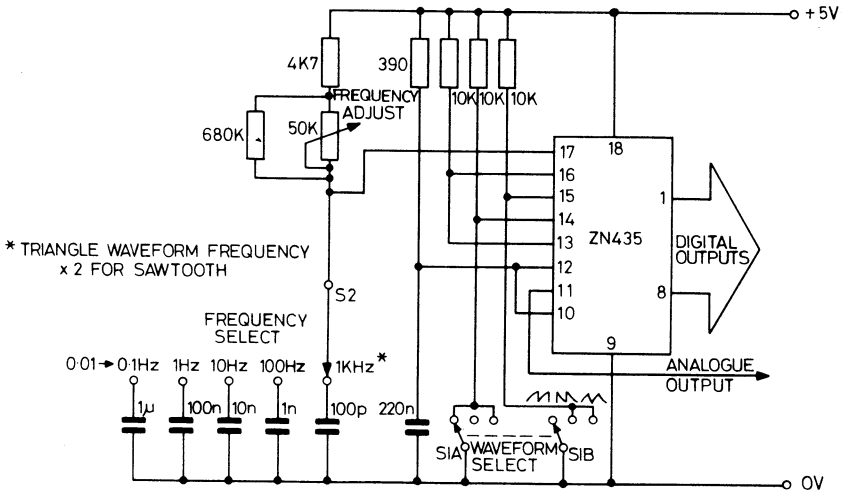 +5V
4K7
390
FREQUENCY
ADJUST
10K 10K 10K
680K
50K
17
18
16
15
14
13
12
11
10
9
1
8
ZN435
DIGITAL
OUTPUTS
* TRIANGLE WAVEFORM FREQUENCY
x 2 FOR SAWTOOTH
S2
FREQUENCY
SELECT
0.01→0.1Hz 1Hz 10Hz 100Hz 1KHz*
ANALOGUE
OUTPUT
1µ 100n 10n 1n 100p 220n
S1A
WAVEFORM
SELECT
S1B
0V